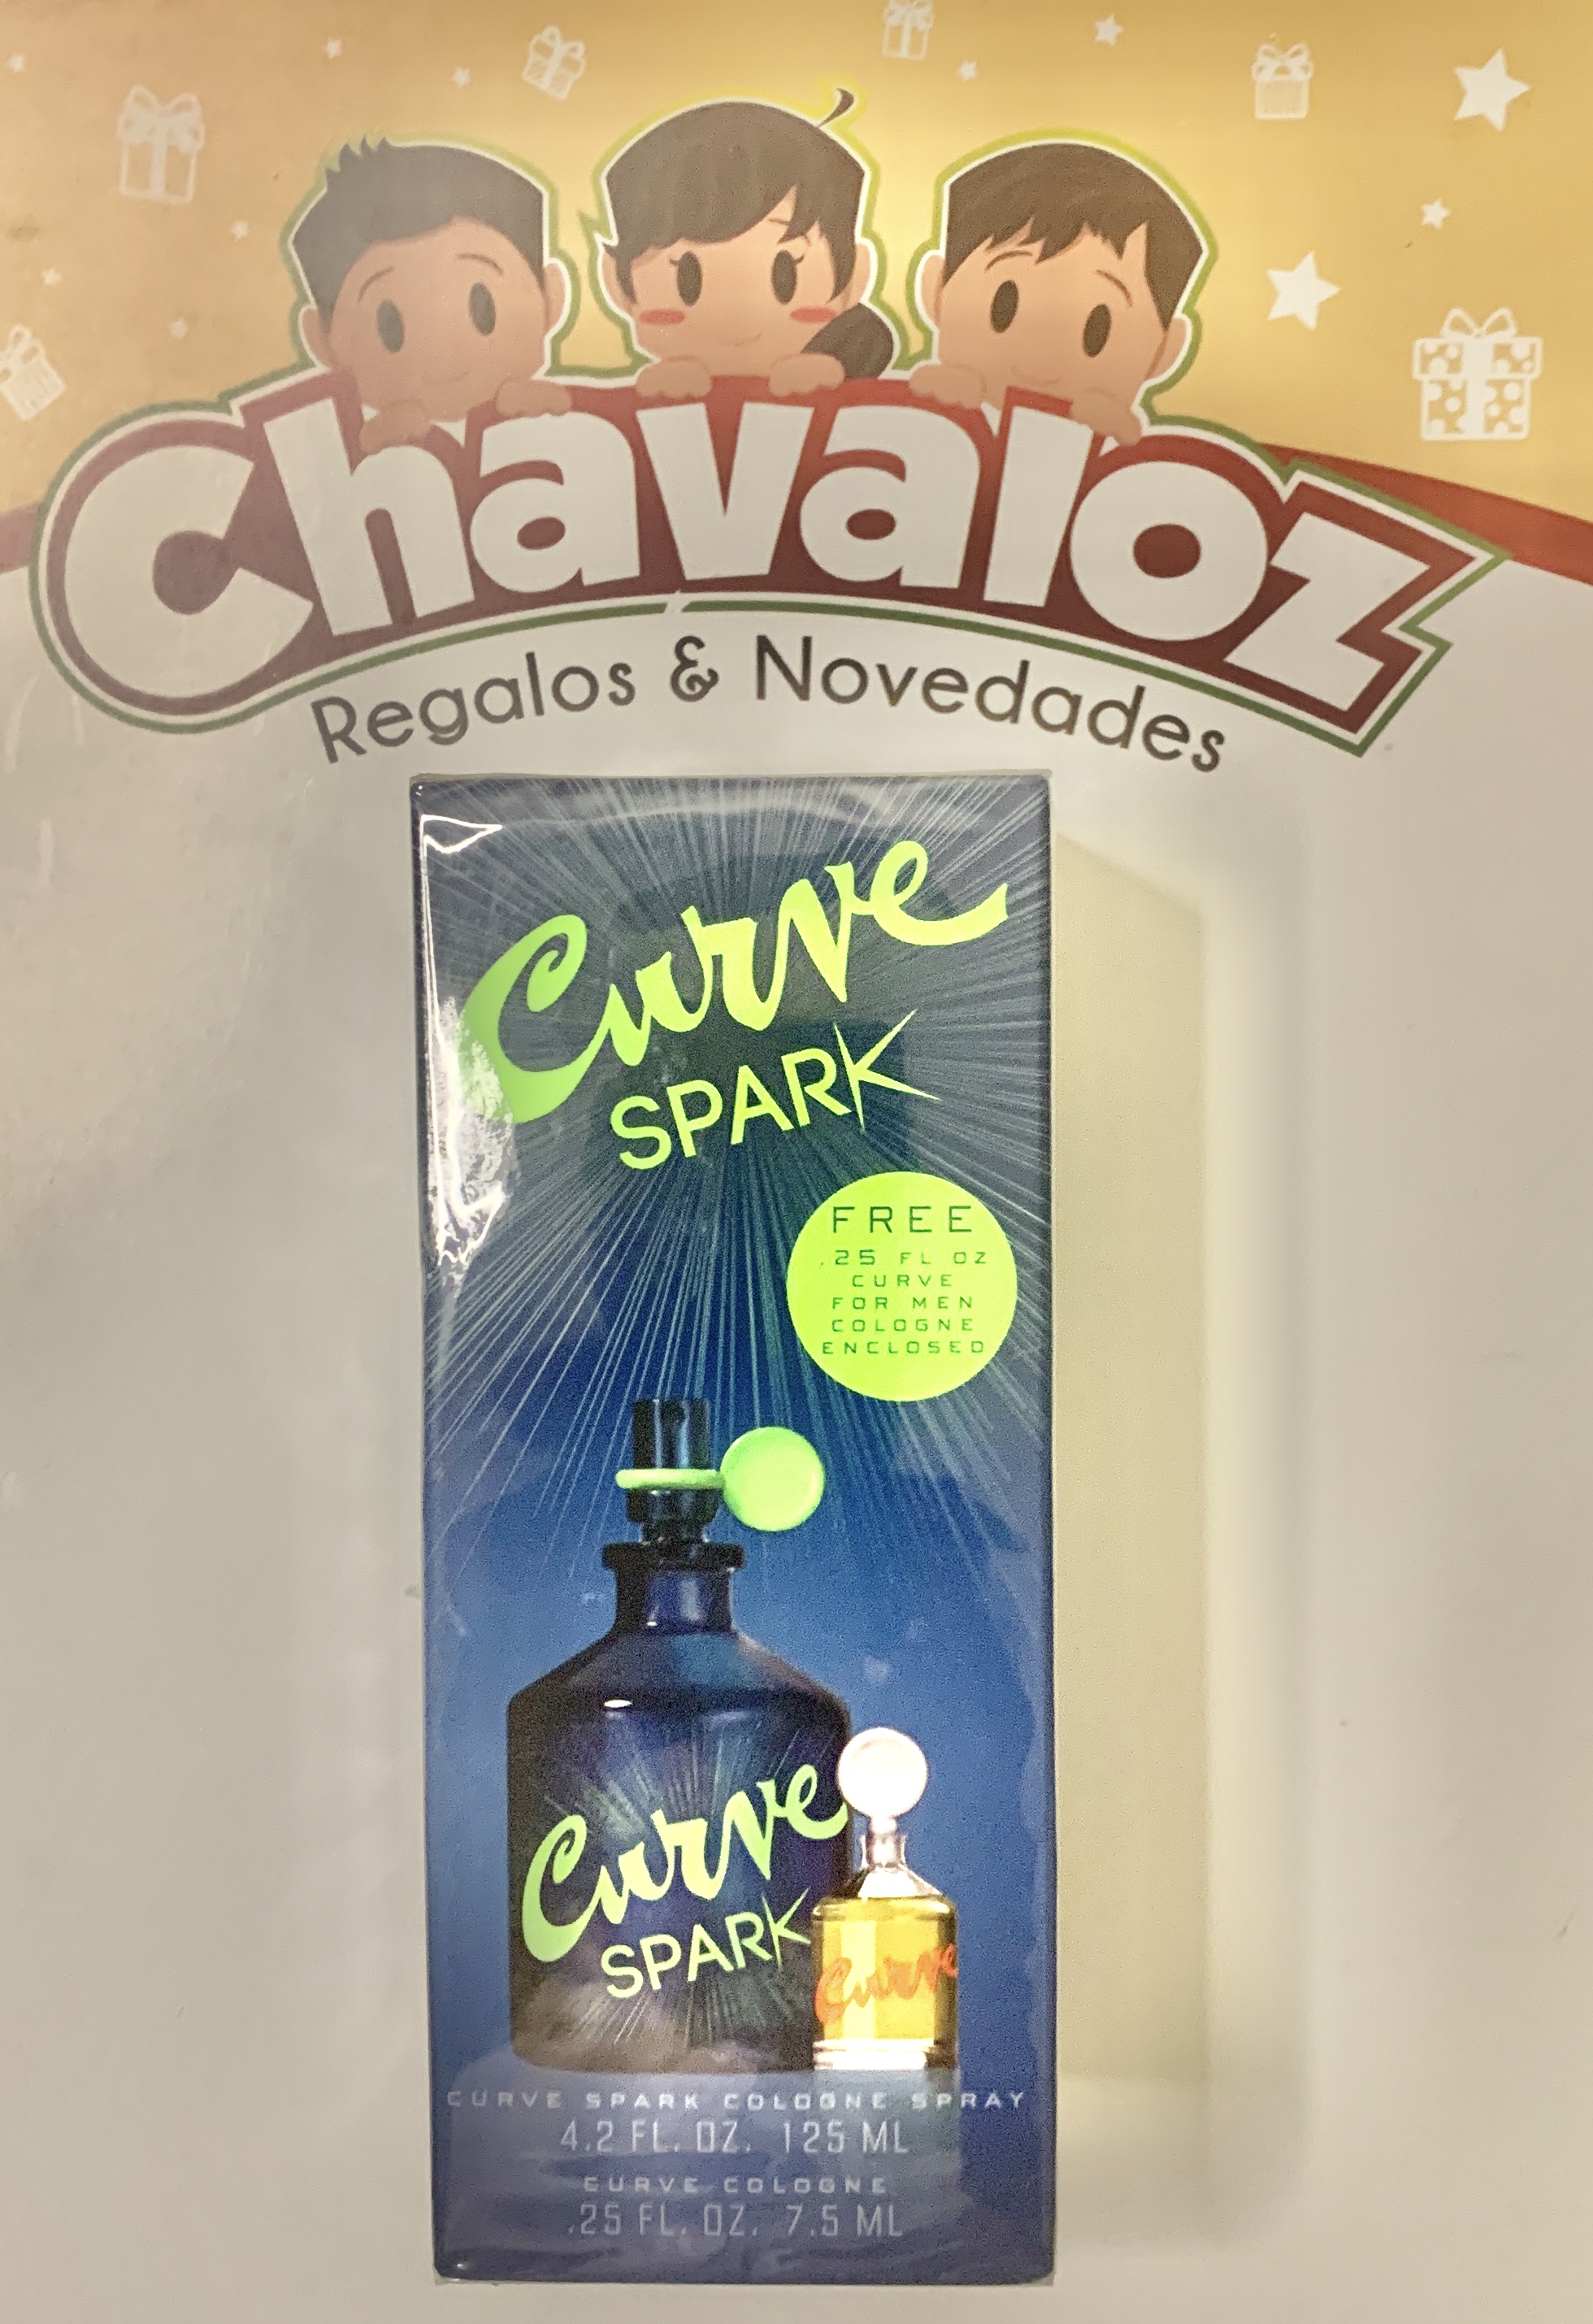 Chavaloz
Regalos & Novedades
Curve
SPARK
FREE
.25 FL OZ
CURVE
FOR MEN
COLOGNE
ENCLOSED
Curve
SPARK
Curve
CURVE SPARK COLOGNE SPRAY
4.2 FL. OZ. 125 ML
CURVE COLOGNE
.25 FL. OZ. 7.5 ML